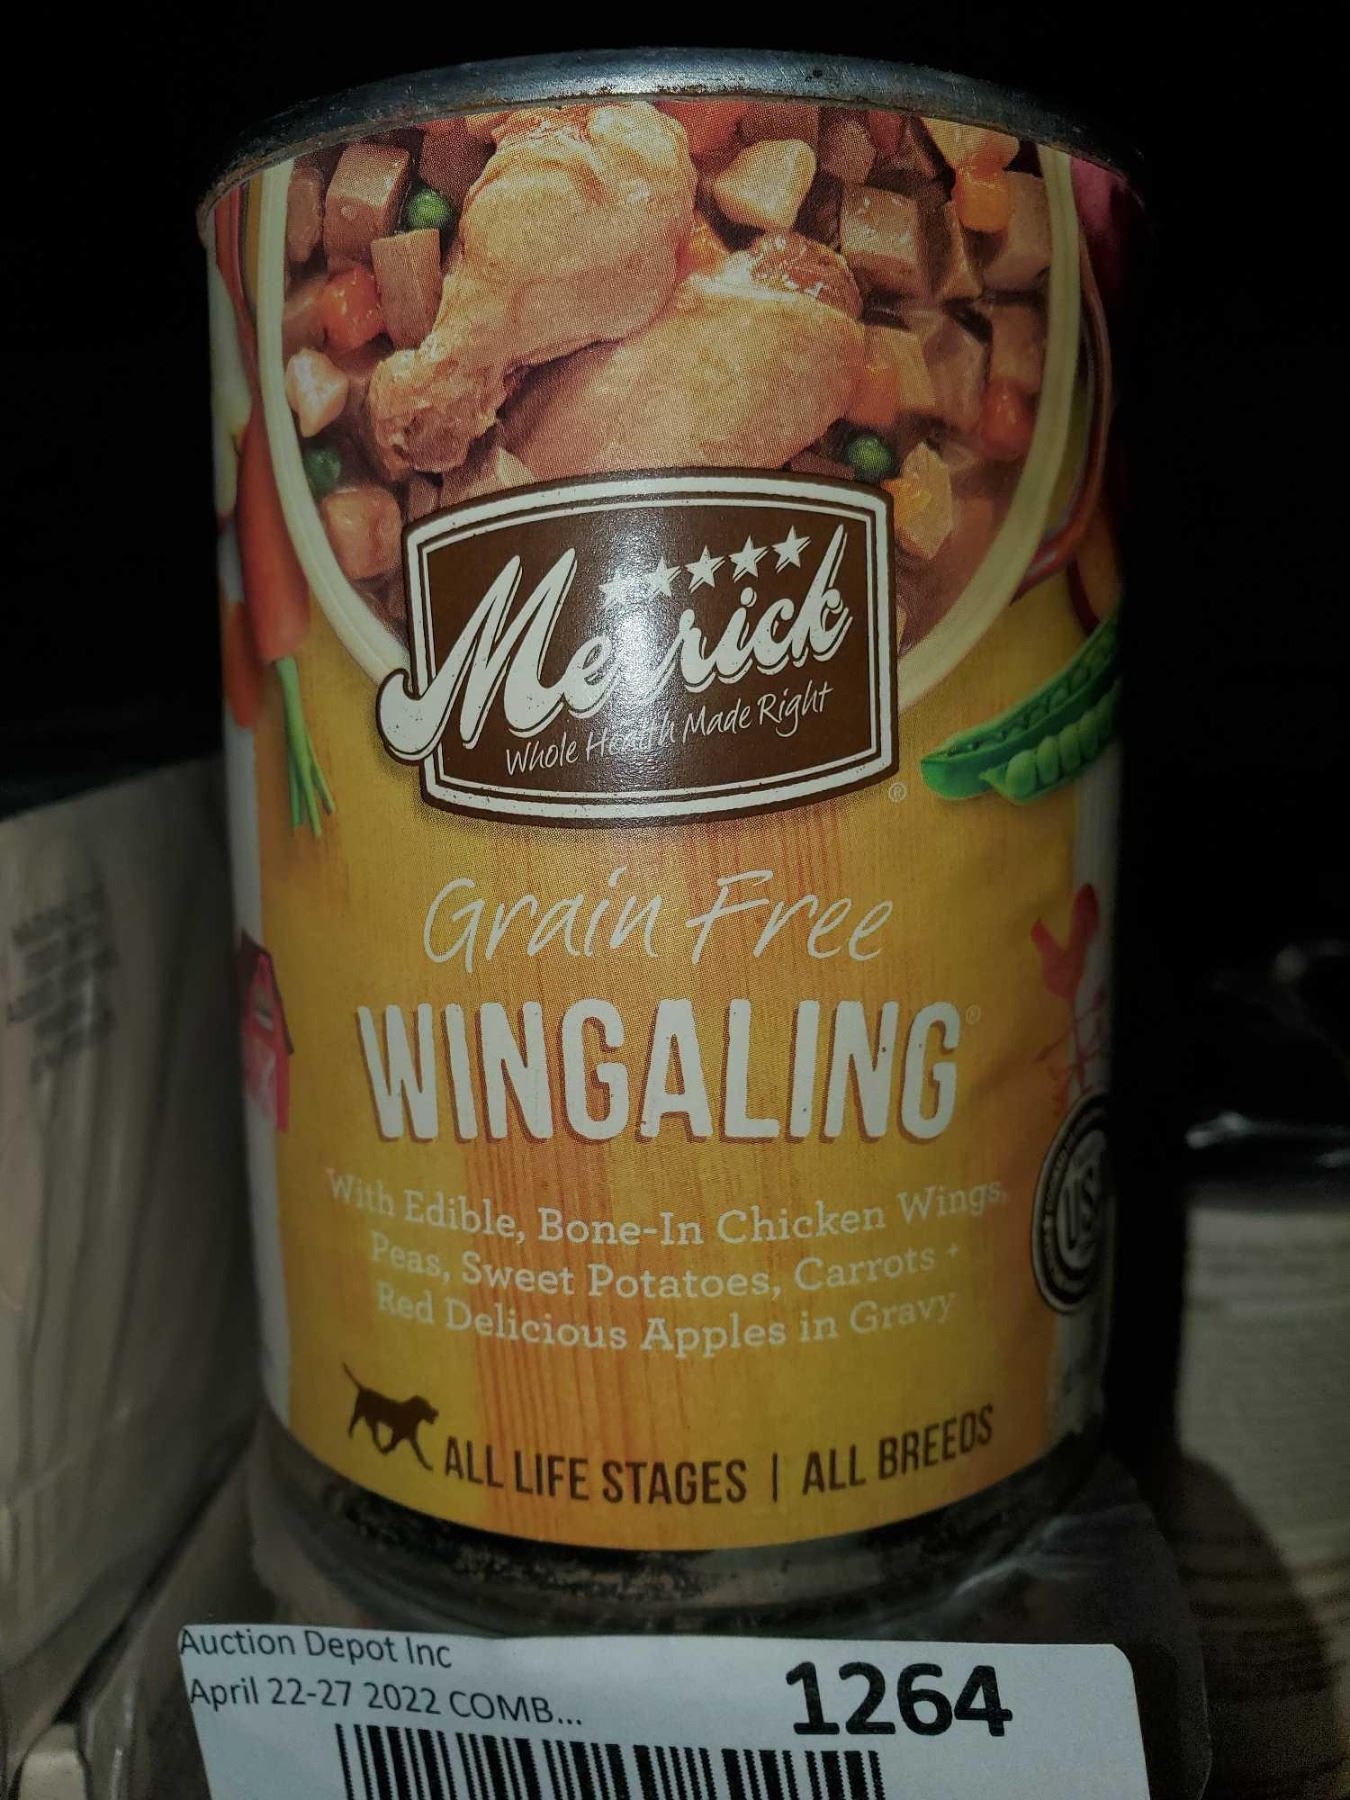 Merrick
Whole Health Made Right
®
Grain Free
WINGALING®
With Edible, Bone-In Chicken Wings,
Peas, Sweet Potatoes, Carrots +
Red Delicious Apples in Gravy
USA
ALL LIFE STAGES | ALL BREEDS
Auction Depot Inc
April 22-27 2022 COMB...
1264